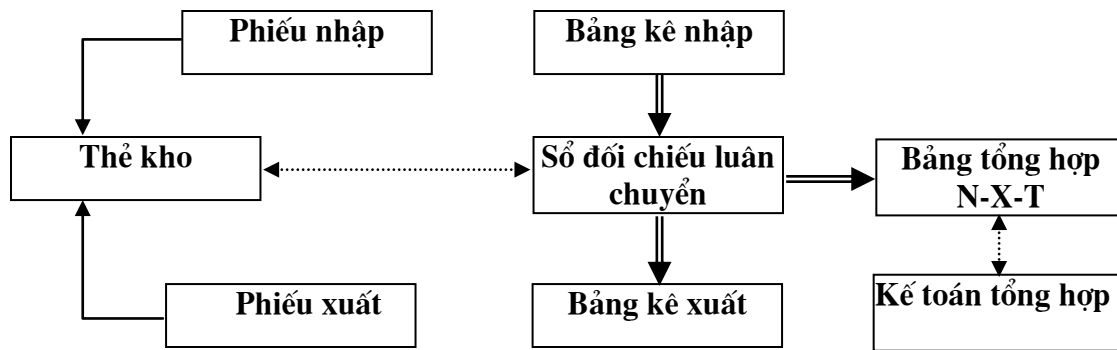 Phiếu nhập
Bảng kê nhập
Thẻ kho
Sổ đối chiếu luân
chuyển
Bảng tổng hợp
N-X-T
Phiếu xuất
Bảng kê xuất
Kế toán tổng hợp